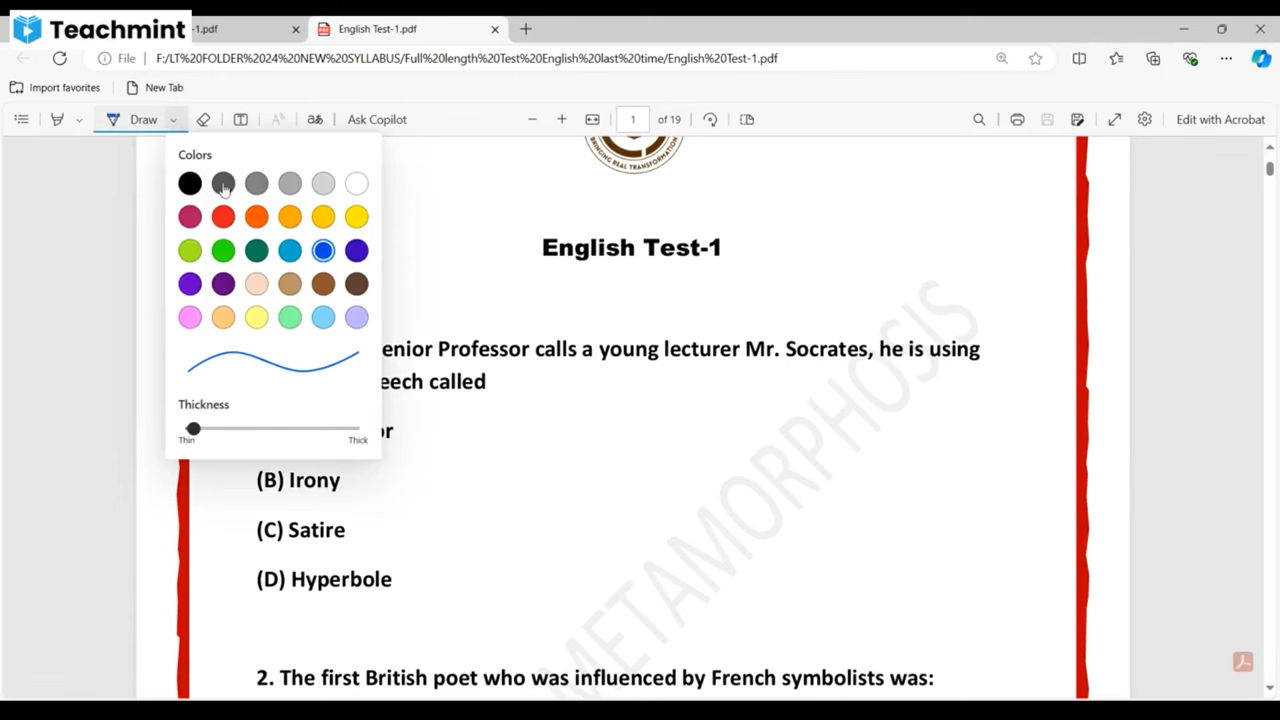 Teachmint
-1.pdf
English Test-1.pdf
File
F:/LT%20FOLDER%2024%20NEW%20SYLLABUS/Full%20length%20Test%20English%20last%20time/English%20Test-1.pdf
Import favorites
New Tab
Draw
Ask Copilot
1 of 19
Edit with Acrobat
Colors
BRINGING REAL TRANSFORMATION
English Test-1
enior Professor calls a young lecturer Mr. Socrates, he is using
eech called
Thickness
Thin
Thick
or
(B) Irony
(C) Satire
(D) Hyperbole
METAMORPHOSIS
2. The first British poet who was influenced by French symbolists was: